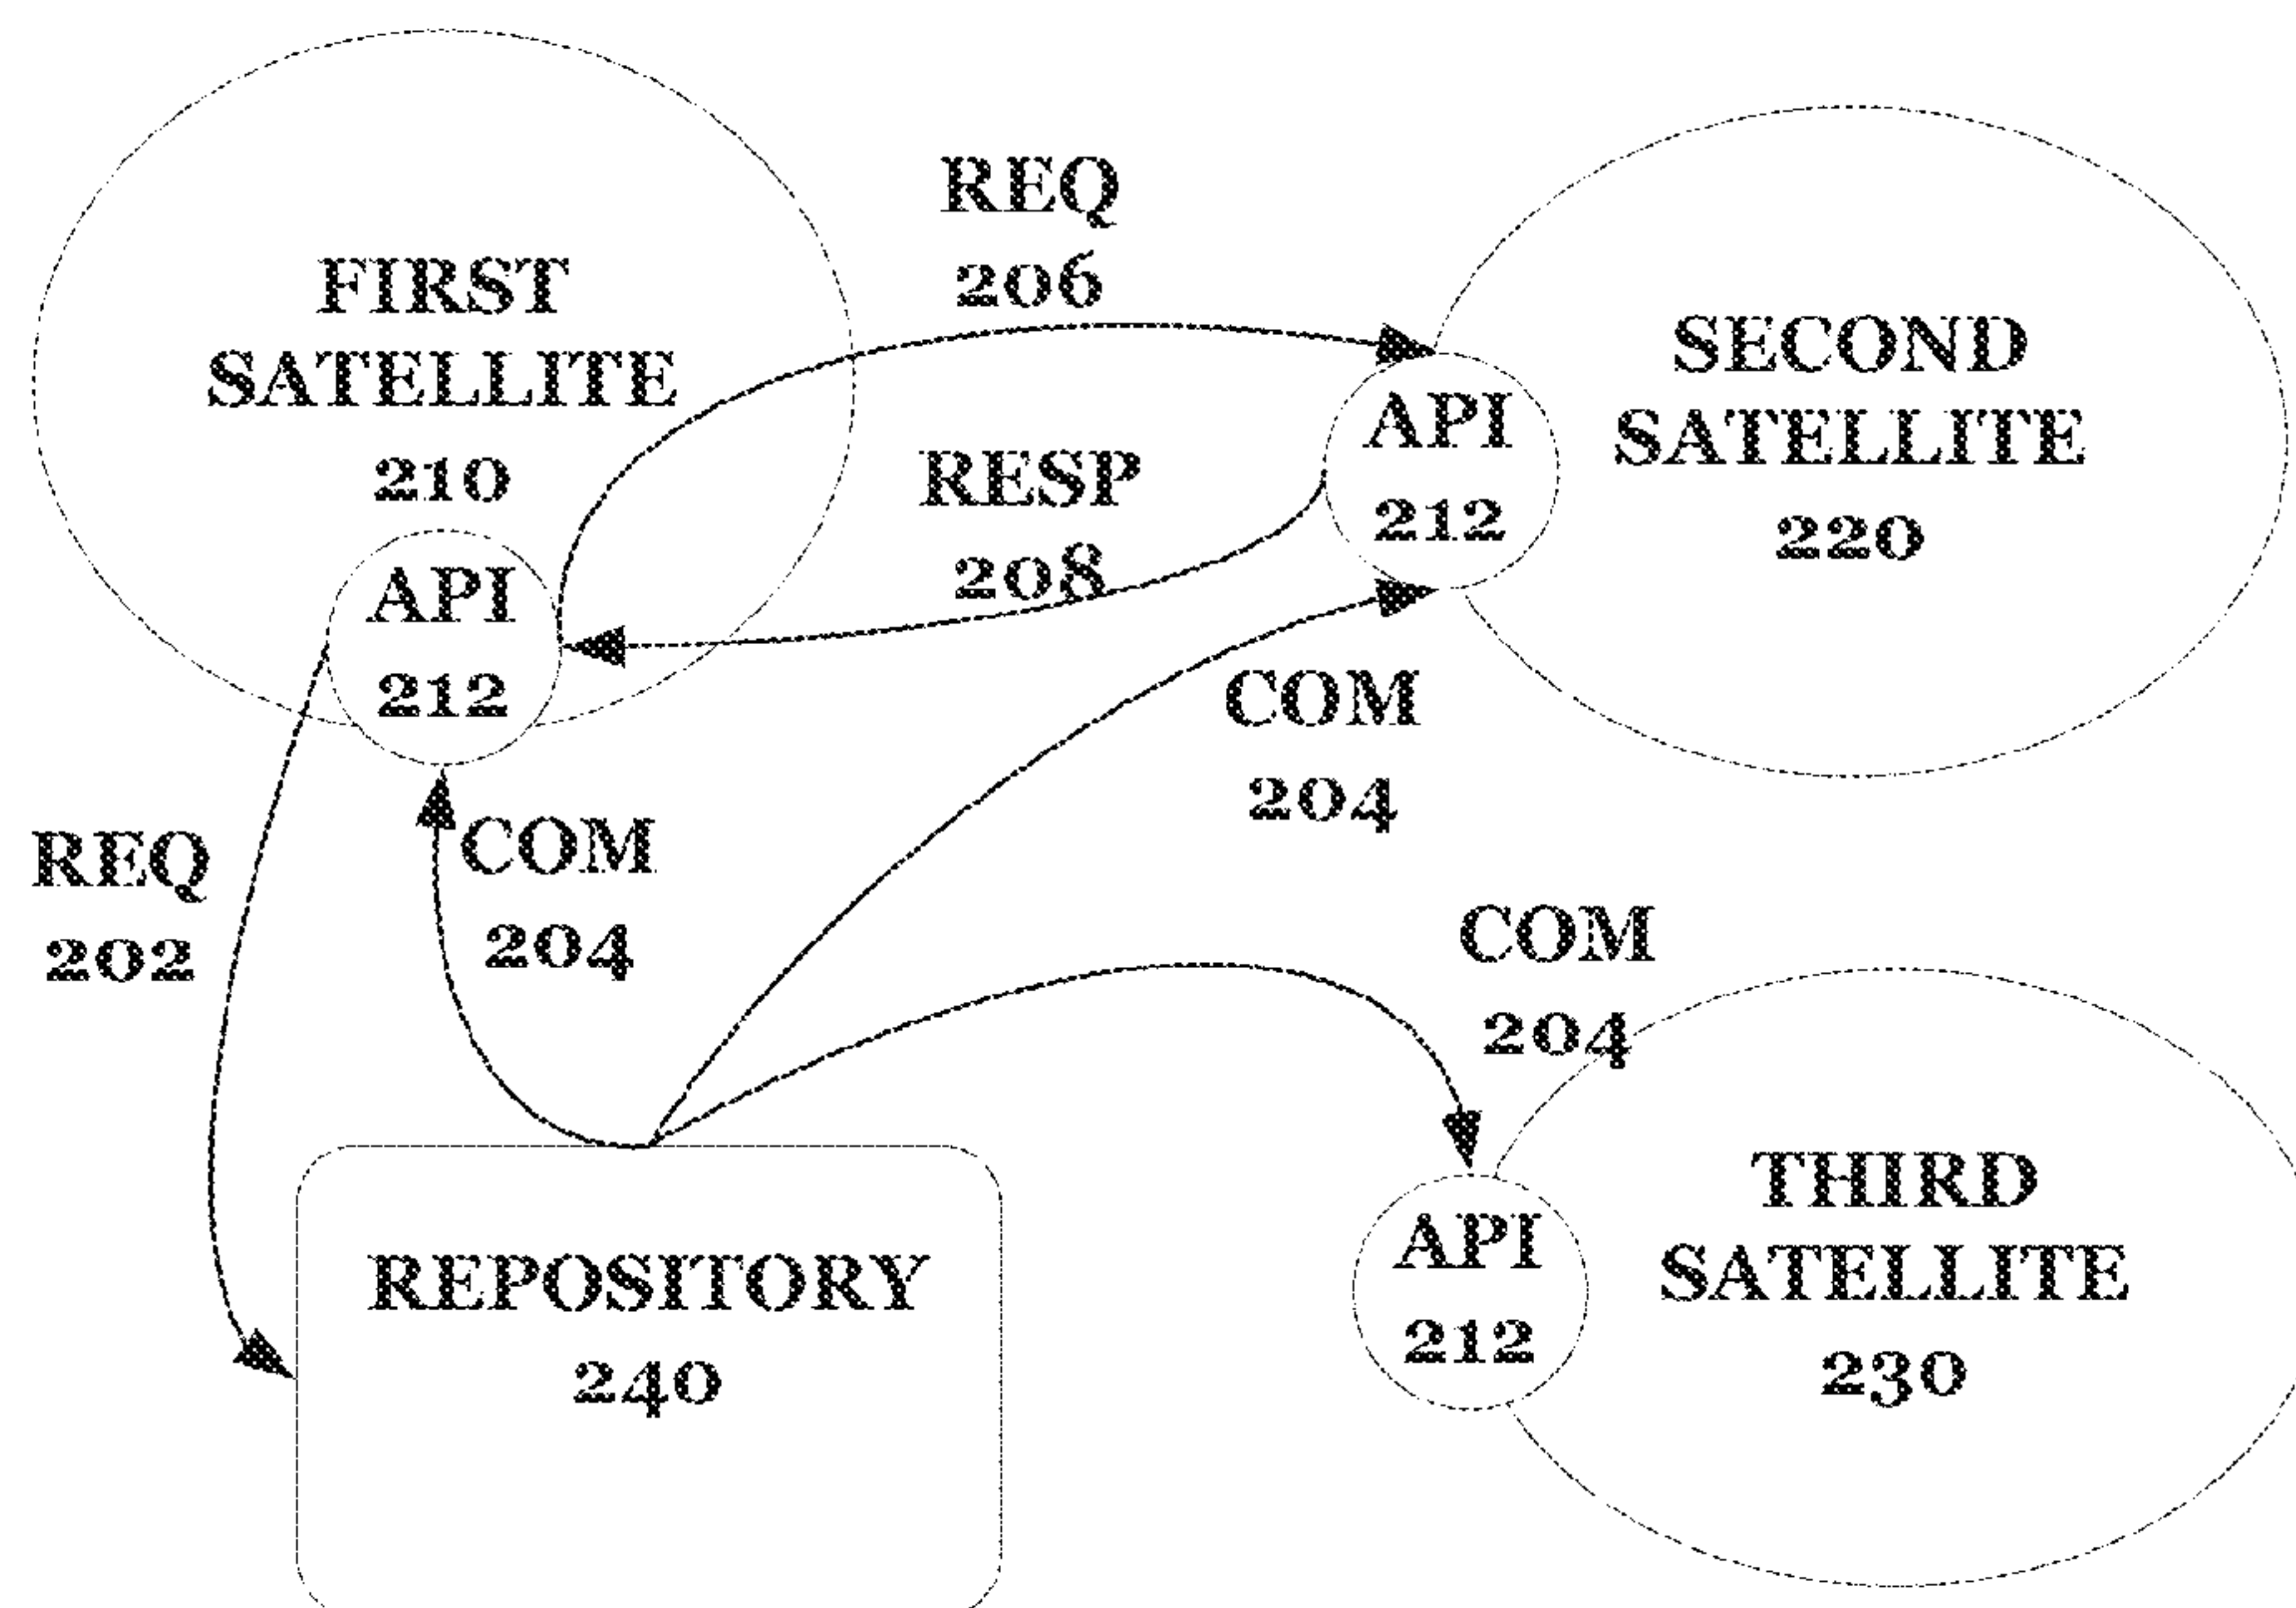 REQ
206
FIRST
SATELLITE
210
SECOND
SATELLITE
220
API
212
RESP
208
API
212
COM
204
REQ
202
COM
204
COM
204
THIRD
SATELLITE
230
API
212
REPOSITORY
240